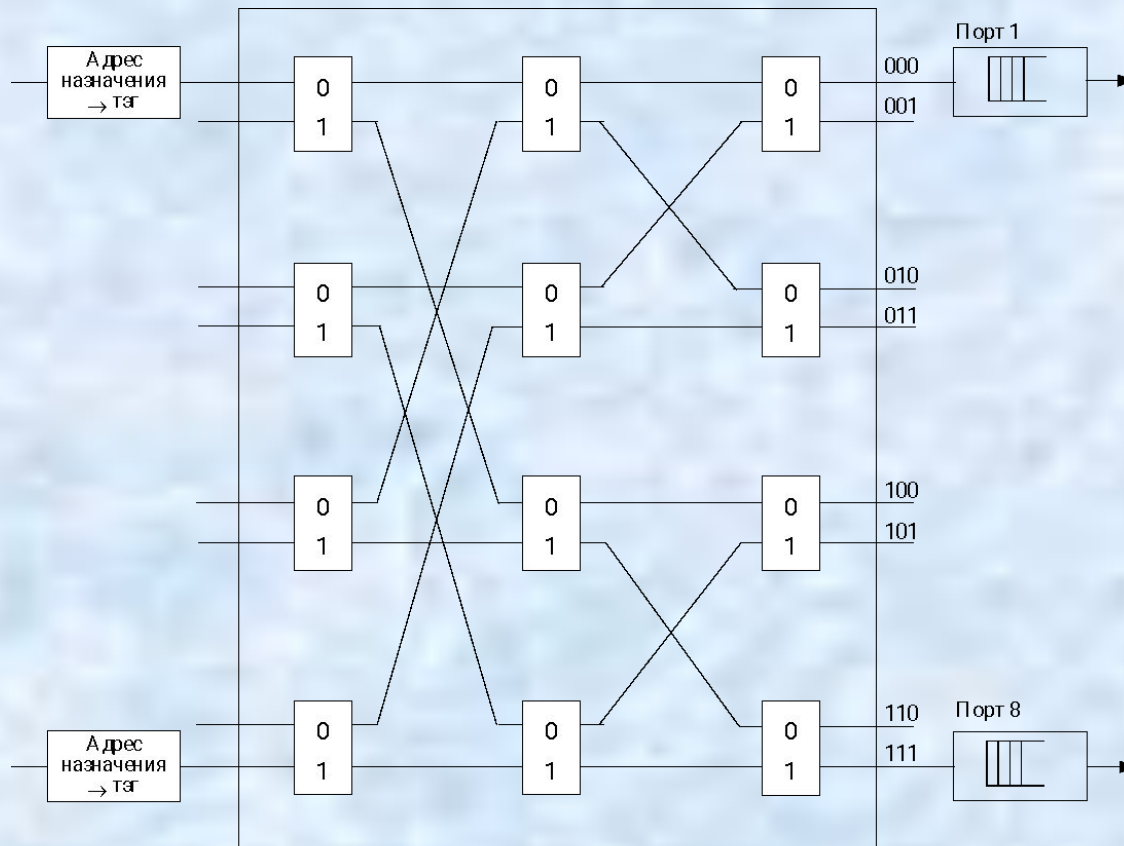 Адрес
назначения
→ тэг
0 0 0
1 1 1
000
001
Порт 1
0 0 0
1 1 1
010
011
0 0 0
1 1 1
100
101
Адрес
назначения
→ тэг
0 0 0
1 1 1
110
111
Порт 8